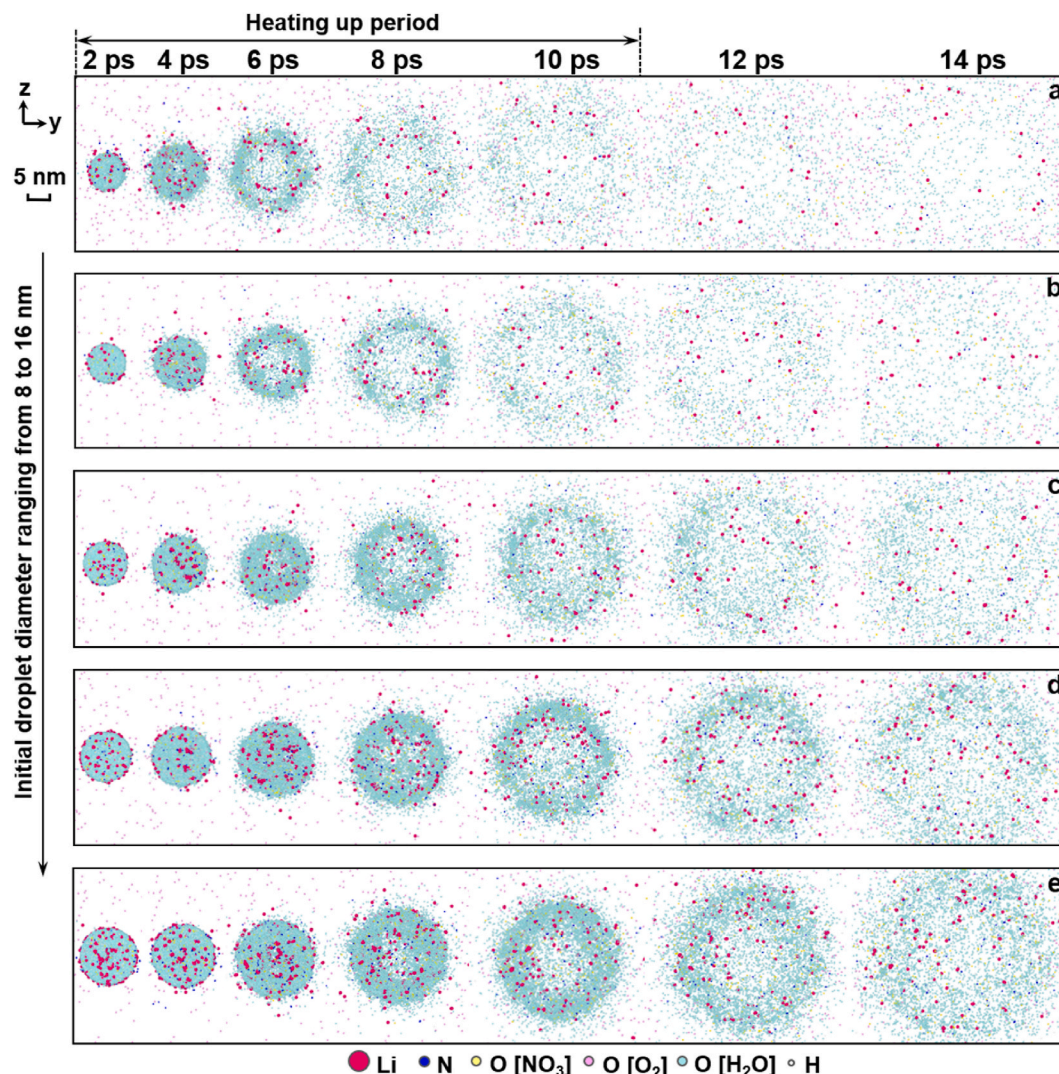 Heating up period
2 ps 4 ps 6 ps 8 ps 10 ps 12 ps 14 ps
a
z
y
5 nm
b
Initial droplet diameter ranging from 8 to 16 nm
c
d
e
Li N O [NO₃] O [O₂] O [H₂O] H